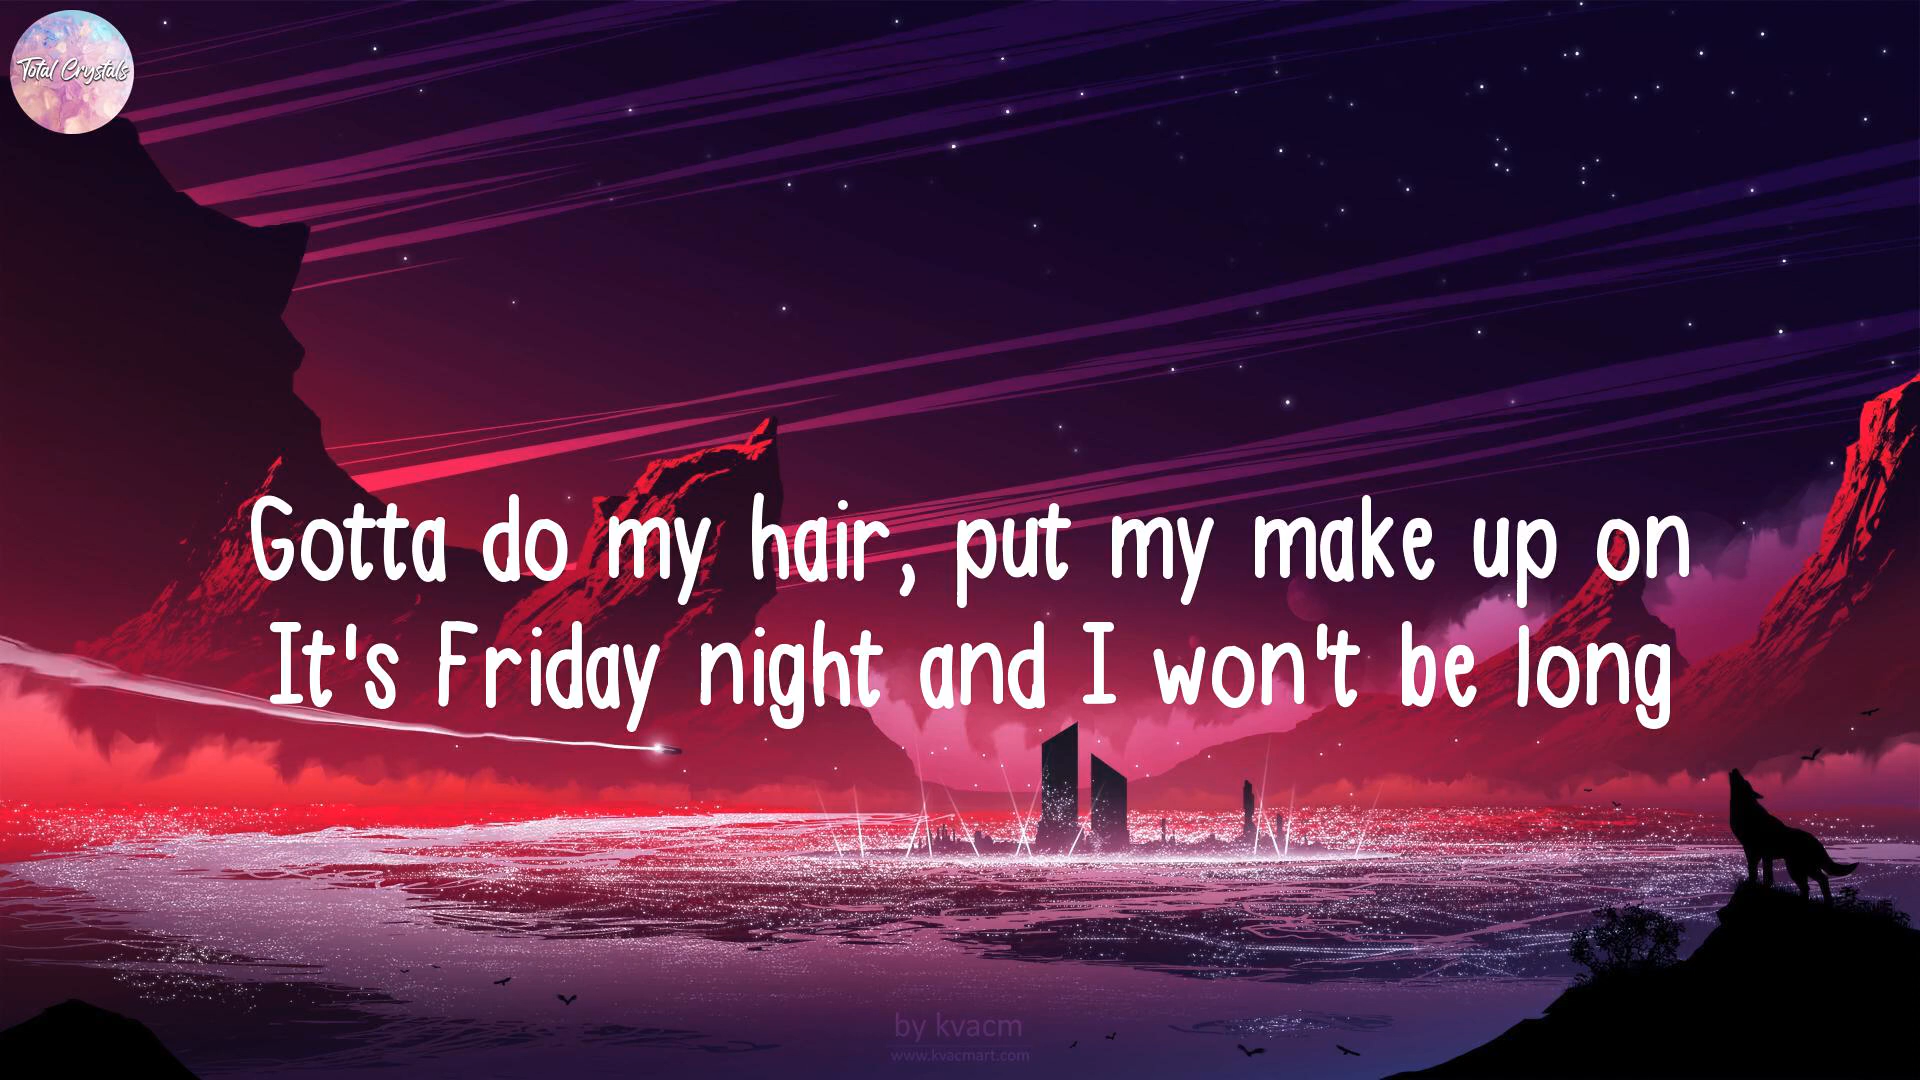 Total Crystals
Gotta do my hair, put my make up on
It's Friday night and I won't be long
by kvacm
www.kvacmart.com